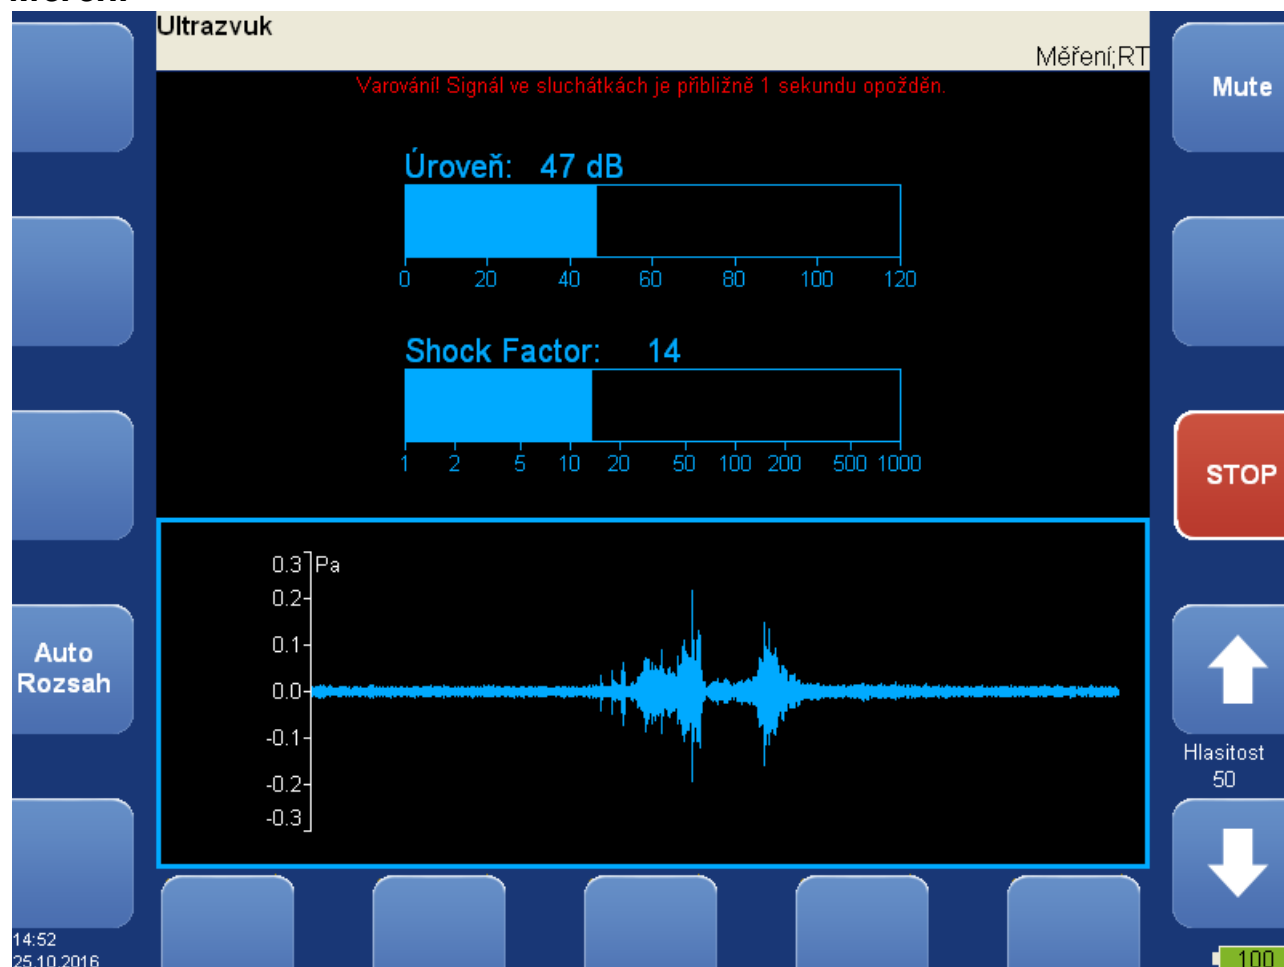 Ultrazvuk
Měření;RT
Varování! Signál ve sluchátkách je přibližně 1 sekundu opožděn.
Mute
Úroveň: 47 dB
0 20 40 60 80 100 120
Shock Factor: 14
1 2 5 10 20 50 100 200 500 1000
STOP
0.3 Pa
0.2
0.1
0.0
-0.1
-0.2
-0.3
Auto
Rozsah
Hlasitost
50
14:52
25.10.2016
100